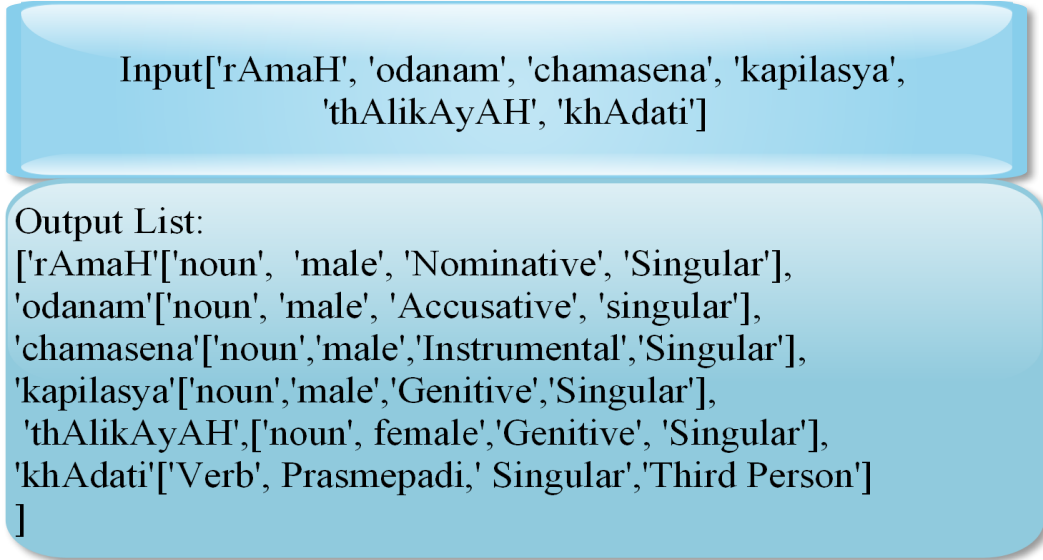 Input['rAmaH', 'odanam', 'chamasena', 'kapilasya',
'thAlikAyAH', 'khAdati']
Output List:
['rAmaH'['noun', 'male', 'Nominative', 'Singular'],
'odanam'['noun', 'male', 'Accusative', 'singular'],
'chamasena'['noun','male','Instrumental','Singular'],
'kapilasya'['noun','male','Genitive','Singular'],
'thAlikAyAH',['noun', female','Genitive', 'Singular'],
'khAdati'['Verb', Prasmepadi,' Singular','Third Person']
]